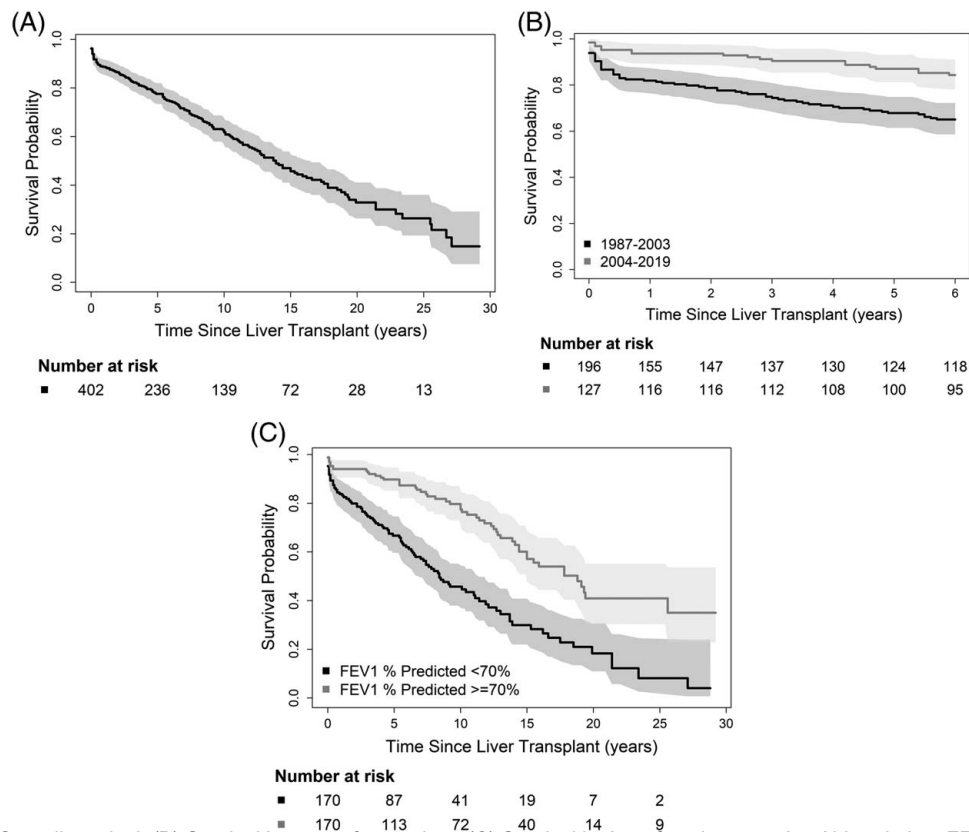 (A)
Survival Probability
1.0
0.8
0.6
0.4
0.2
0.0
0 5 10 15 20 25 30
Time Since Liver Transplant (years)
Number at risk
402 236 139 72 28 13
(B)
Survival Probability
1.0
0.8
0.6
0.4
0.2
0.0
1987-2003
2004-2019
0 1 2 3 4 5 6
Time Since Liver Transplant (years)
Number at risk
196 155 147 137 130 124 118
127 116 116 112 108 100 95
(C)
Survival Probability
1.0
0.8
0.6
0.4
0.2
0.0
FEV1 % Predicted <70%
FEV1 % Predicted >=70%
0 5 10 15 20 25 30
Time Since Liver Transplant (years)
Number at risk
170 87 41 19 7 2
170 113 72 40 14 9